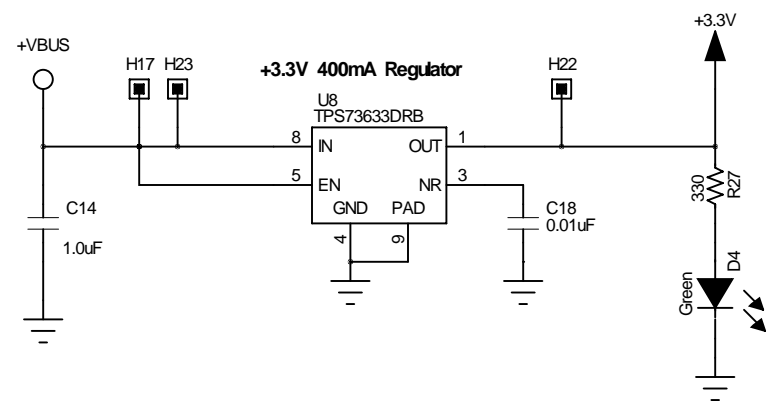 +3.3V
+VBUS
H17 H23
+3.3V 400mA Regulator
H22
U8
TPS73633DRB
8 IN OUT 1
5 EN NR 3
GND PAD
4 9
C14
1.0uF
C18
0.01uF
330
R27
Green
D4